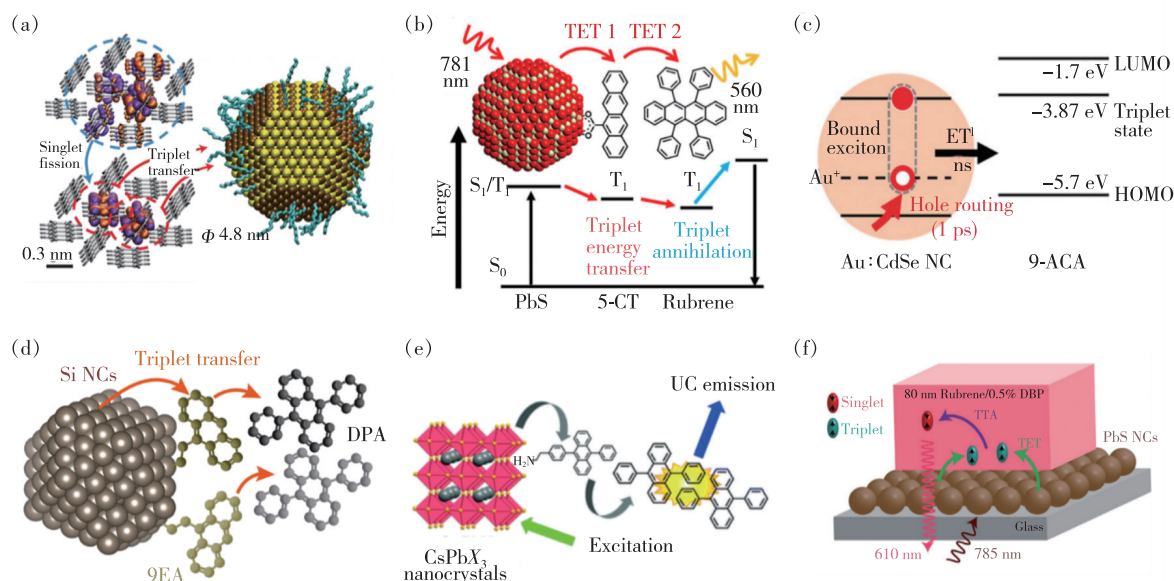 (a)
Singlet
fission
Triplet
transfer
0.3 nm
Φ 4.8 nm
(b)
TET 1 TET 2
781
nm
560
nm
Energy
S₁/T₁
T₁
T₁
S₁
Triplet
energy
transfer
Triplet
annihilation
S₀
PbS 5-CT Rubrene
(c)
LUMO
−1.7 eV
−3.87 eV
Triplet
state
Bound
exciton
ET¹
ns
Au⁺
−5.7 eV
HOMO
Hole routing
(1 ps)
Au∶CdSe NC 9-ACA
(d)
Triplet transfer
Si NCs
DPA
9EA
(e)
UC emission
H₂N
Excitation
CsPbX₃
nanocrystals
(f)
80 nm Rubrene/0.5% DBP
Singlet
Triplet
TTA
TET
PbS NCs
Glass
610 nm
785 nm